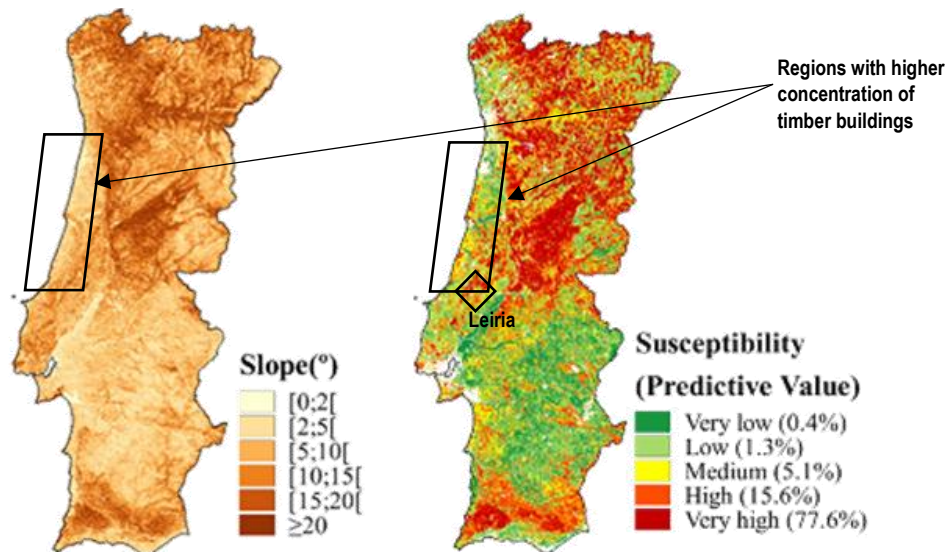 Regions with higher
concentration of
timber buildings
Leiria
Slope(º)
[0;2[
[2;5[
[5;10[
[10;15[
[15;20[
≥20
Susceptibility
(Predictive Value)
Very low (0.4%)
Low (1.3%)
Medium (5.1%)
High (15.6%)
Very high (77.6%)